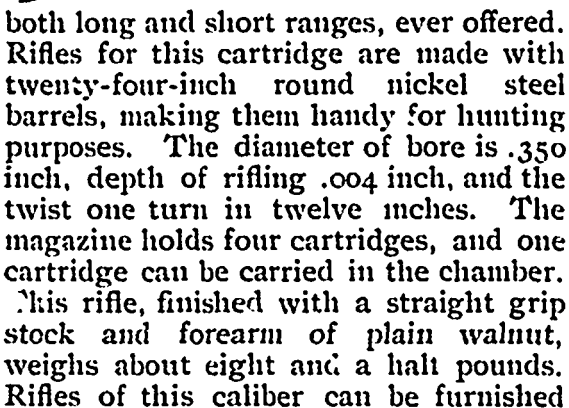 both long and short ranges, ever offered.
Rifles for this cartridge are made with
twenty-four-inch round nickel steel
barrels, making them handy for hunting
purposes. The diameter of bore is .350
inch, depth of rifling .004 inch, and the
twist one turn in twelve inches. The
magazine holds four cartridges, and one
cartridge can be carried in the chamber.
This rifle, finished with a straight grip
stock and forearm of plain walnut,
weighs about eight and a half pounds.
Rifles of this caliber can be furnished